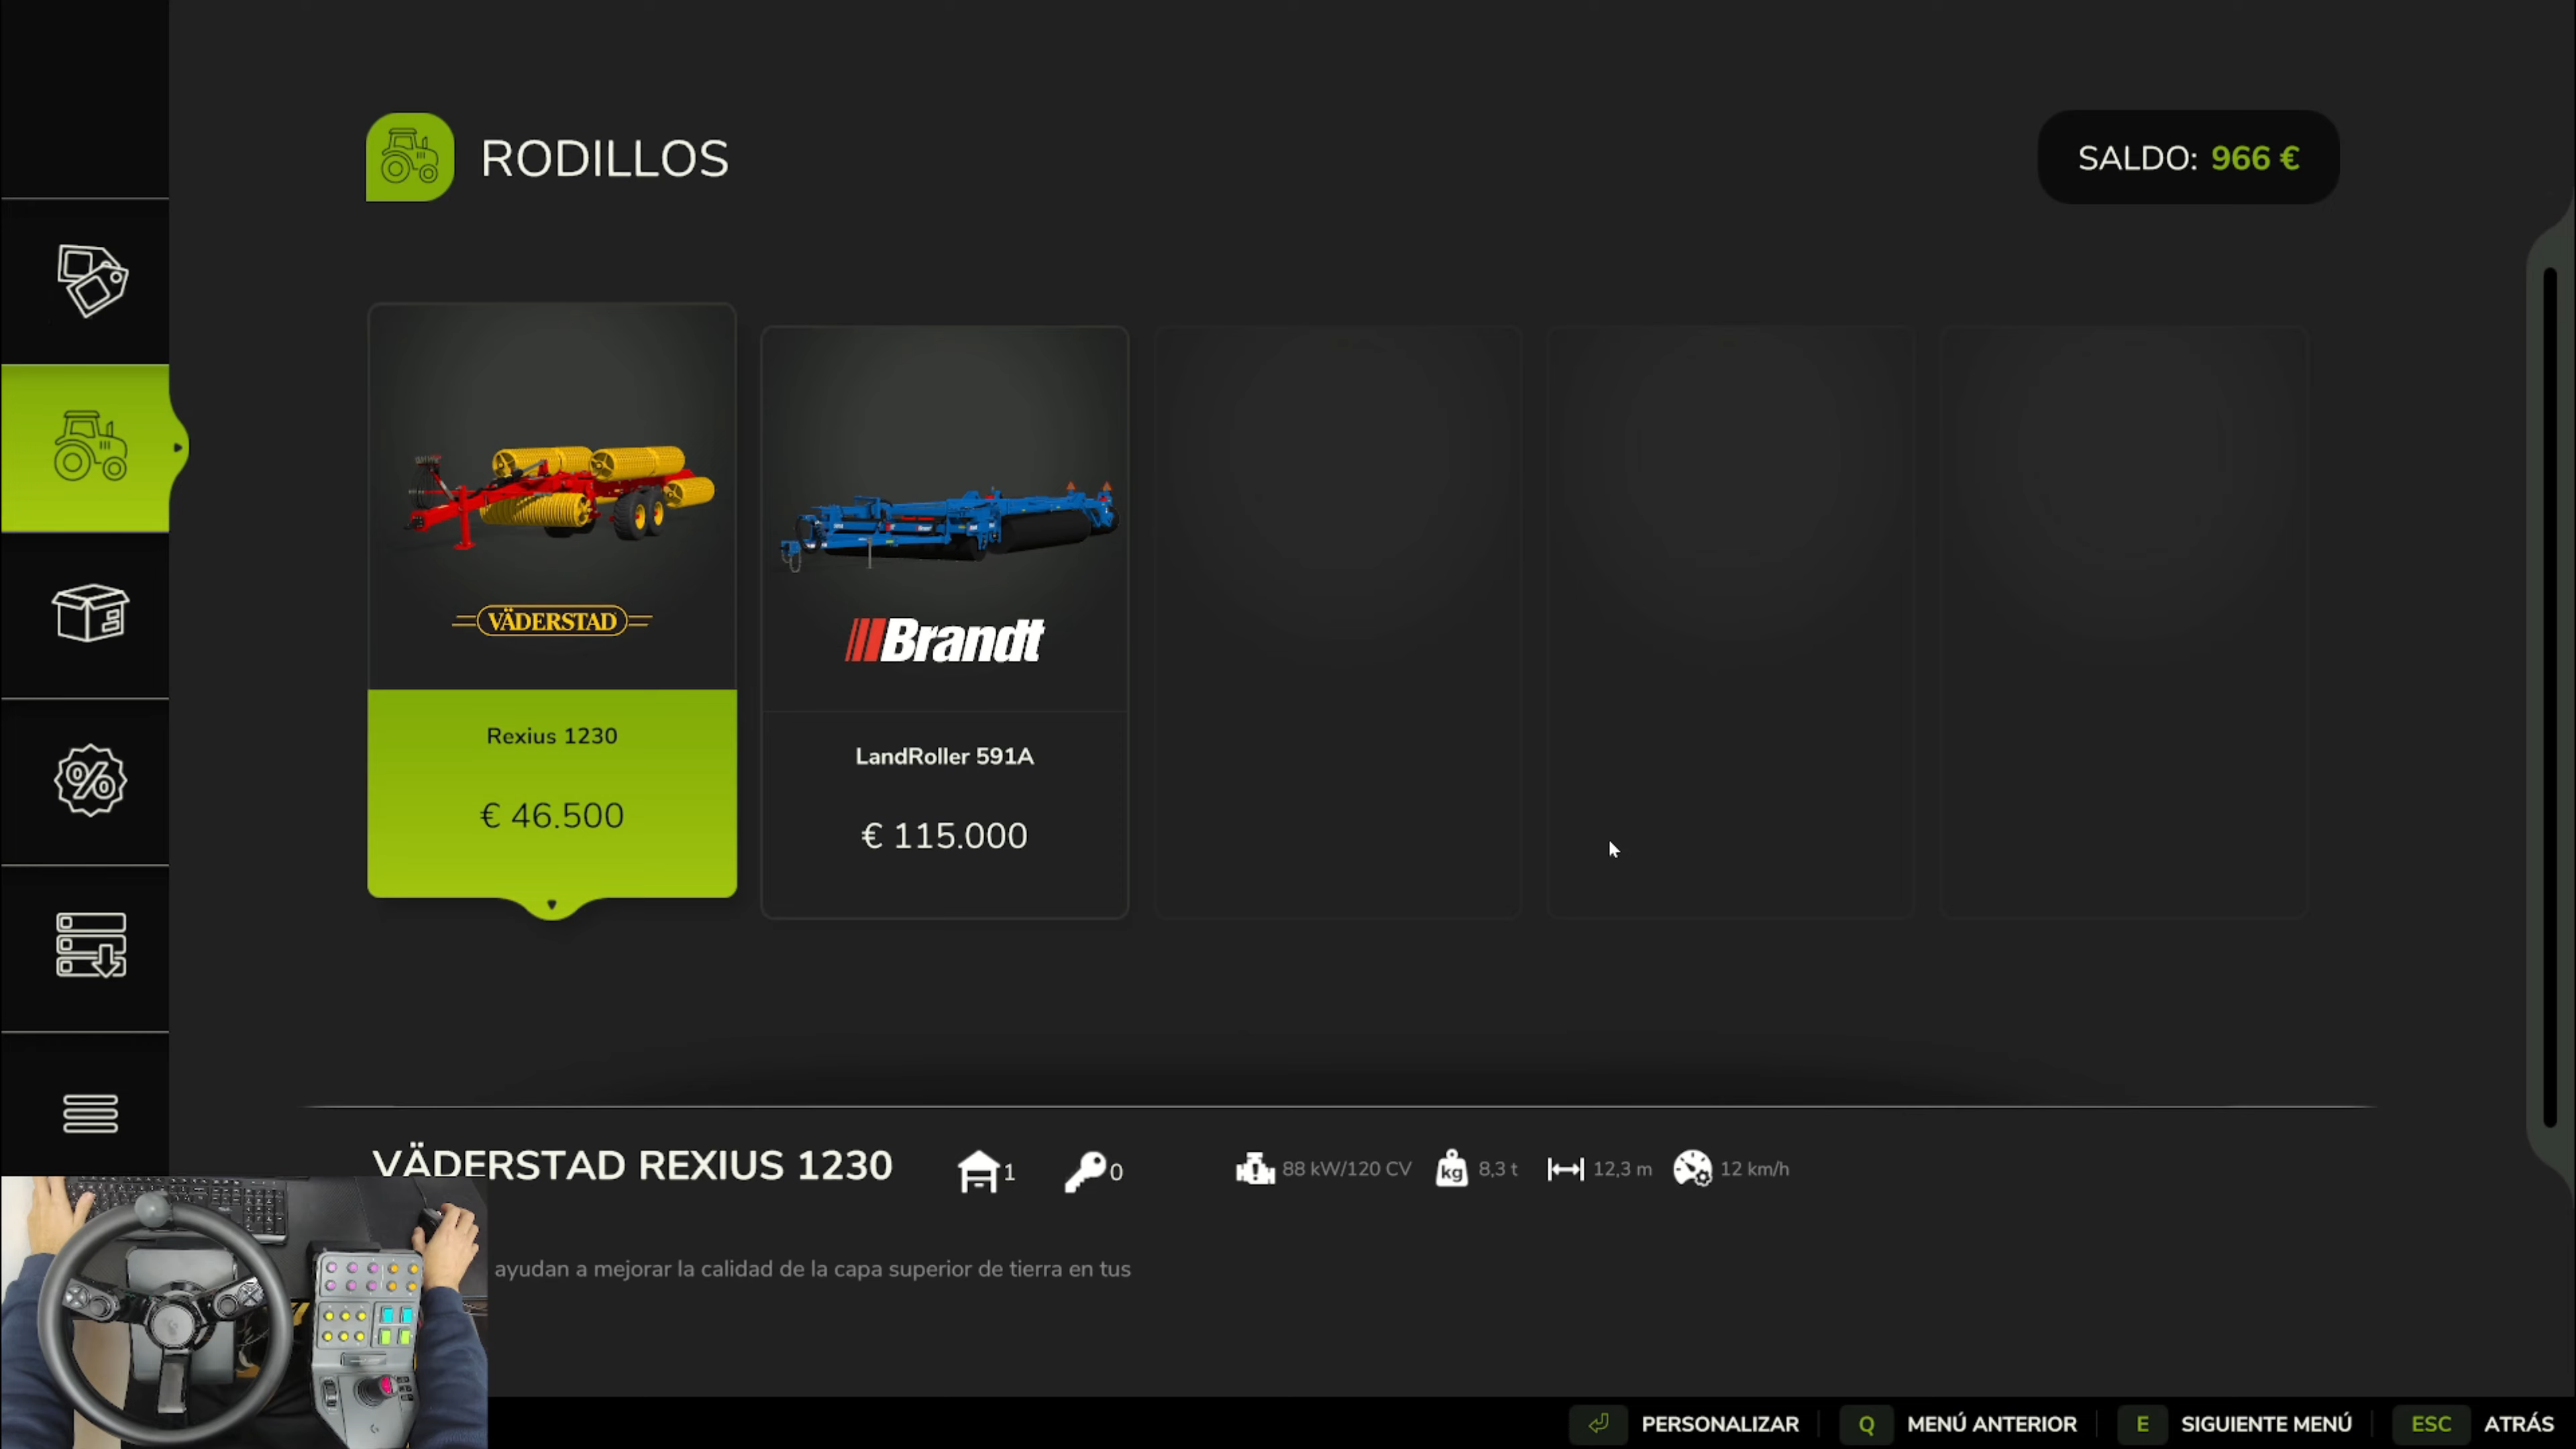 RODILLOS
SALDO: 966 €
VÄDERSTAD
Brandt
Rexius 1230
€ 46.500
LandRoller 591A
€ 115.000
VÄDERSTAD REXIUS 1230
1
0
88 kW/120 CV
kg
8,3 t
12,3 m
12 km/h
ayudan a mejorar la calidad de la capa superior de tierra en tus
PERSONALIZAR
Q MENÚ ANTERIOR
E SIGUIENTE MENÚ
ESC ATRÁS